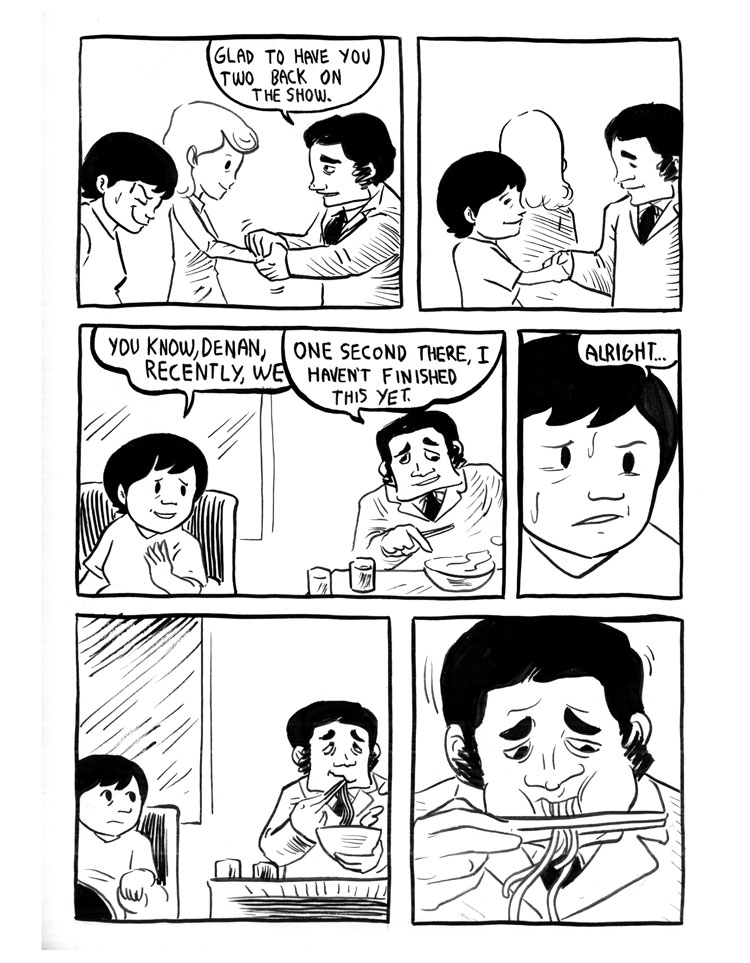 GLAD TO HAVE YOU
TWO BACK ON
THE SHOW.
YOU KNOW, DENAN,
RECENTLY, WE
ONE SECOND THERE, I
HAVEN'T FINISHED
THIS YET.
ALRIGHT...